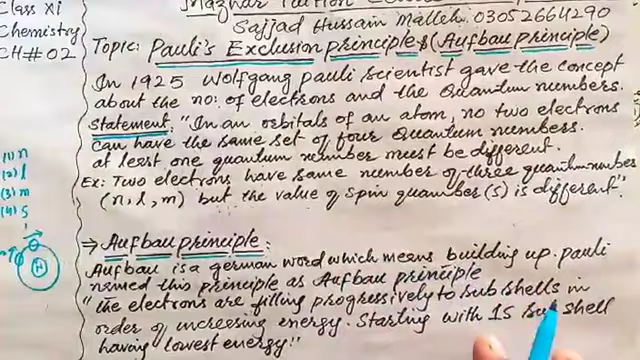 Class XI
Chemistry
CH# 02
Mazhar Tuition
Sajjad Hussain Malleh 03052664290
Topic: Pauli's Exclusion principle & (Aufbau principle)
In 1925 Wolfgang pauli scientist gave the concept
about the no: of electrons and the Quantum numbers.
Statement: "In an orbitals of an atom, no two electrons
can have the same set of four Quantum numbers.
at least one quantum number must be different.
Ex: Two electrons have same number of three quantum number
(n, l, m) but the value of spin quamber (s) is different".
(1) n
(2) l
(3) m
(4) s
⇒ Aufbau principle:
Aufbau is a german word which means building up. pauli
named this principle as Aufbau principle
"the electrons are filling progressively to sub shells in
order of increasing energy. Starting with 1S sub shell
having lowest energy."